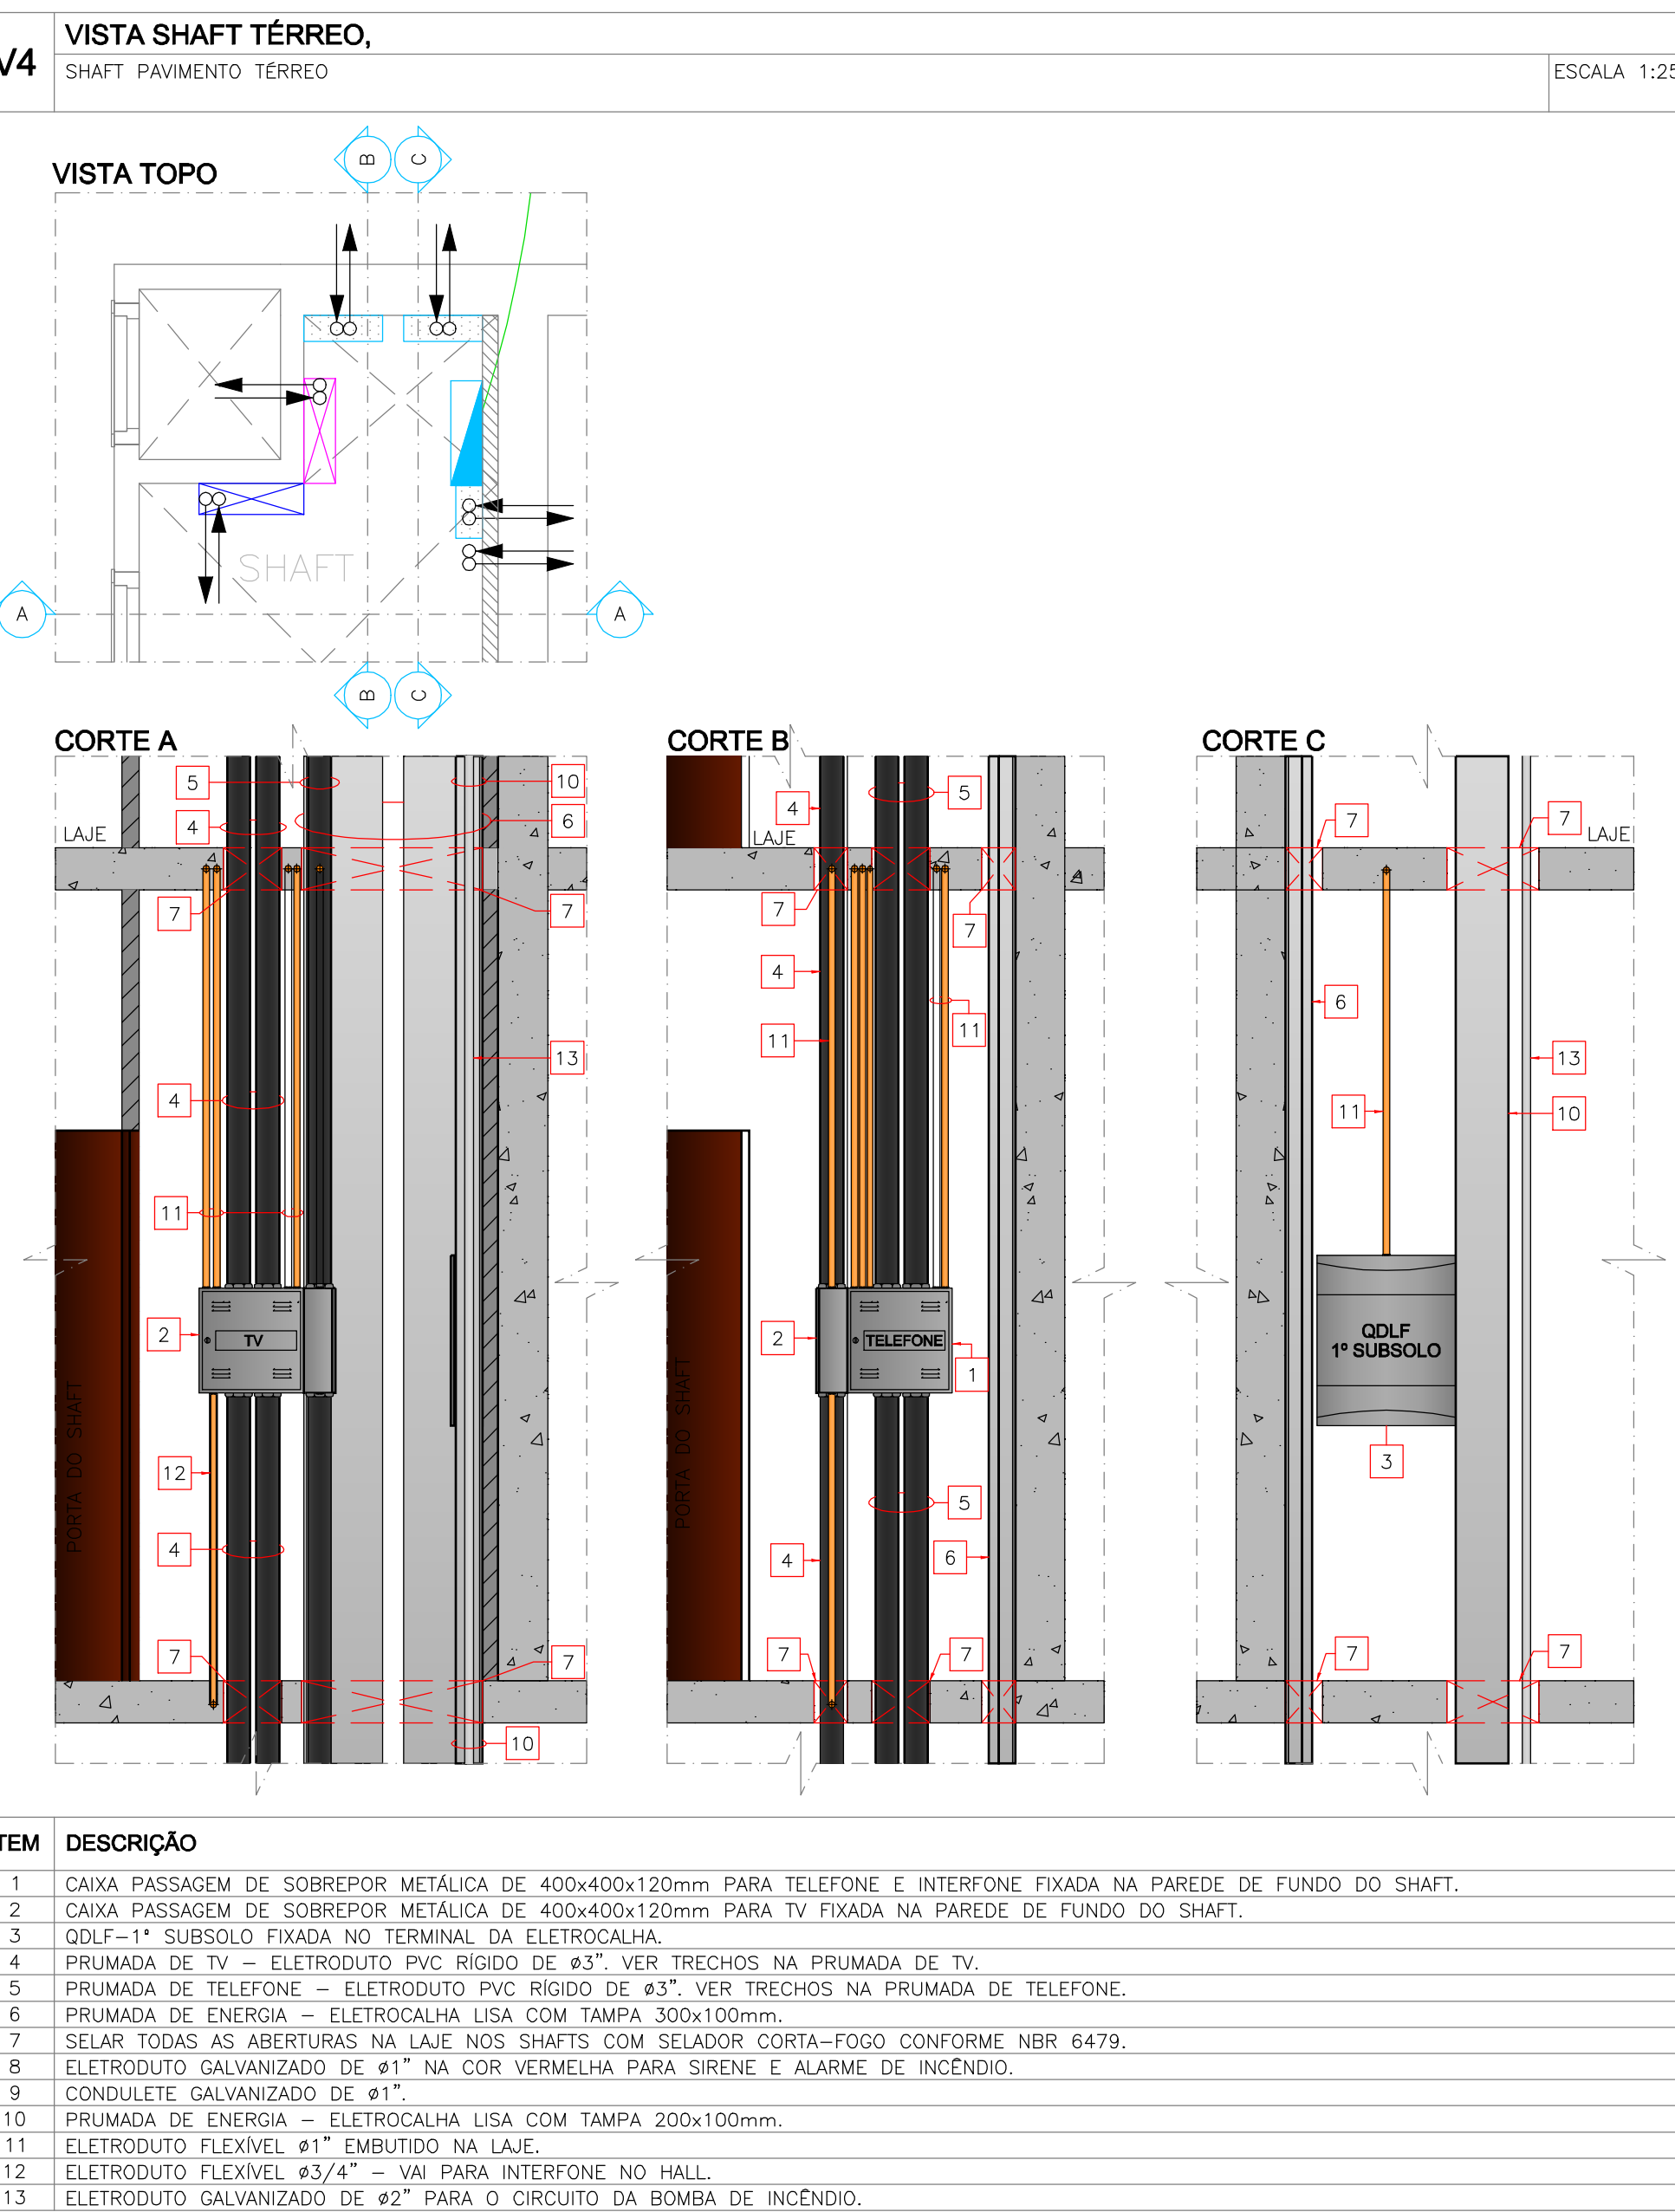 V4
VISTA SHAFT TÉRREO,
SHAFT PAVIMENTO TÉRREO
ESCALA 1:25
VISTA TOPO
B
C
SHAFT
A
A
B
C
CORTE A
5
10
4
6
LAJE
7
7
13
4
11
2
TV
PORTA DO SHAFT
12
4
7
7
10
CORTE B
4
5
LAJE
7
7
4
11
11
2
TELEFONE
1
PORTA DO SHAFT
5
4
6
7
7
CORTE C
7
7
LAJE
6
13
11
10
QDLF
1º SUBSOLO
3
7
7
TEM
DESCRIÇÃO
1 CAIXA PASSAGEM DE SOBREPOR METÁLICA DE 400x400x120mm PARA TELEFONE E INTERFONE FIXADA NA PAREDE DE FUNDO DO SHAFT.
2 CAIXA PASSAGEM DE SOBREPOR METÁLICA DE 400x400x120mm PARA TV FIXADA NA PAREDE DE FUNDO DO SHAFT.
3 QDLF-1º SUBSOLO FIXADA NO TERMINAL DA ELETROCALHA.
4 PRUMADA DE TV – ELETRODUTO PVC RÍGIDO DE ø3". VER TRECHOS NA PRUMADA DE TV.
5 PRUMADA DE TELEFONE – ELETRODUTO PVC RÍGIDO DE ø3". VER TRECHOS NA PRUMADA DE TELEFONE.
6 PRUMADA DE ENERGIA – ELETROCALHA LISA COM TAMPA 300x100mm.
7 SELAR TODAS AS ABERTURAS NA LAJE NOS SHAFTS COM SELADOR CORTA-FOGO CONFORME NBR 6479.
8 ELETRODUTO GALVANIZADO DE ø1" NA COR VERMELHA PARA SIRENE E ALARME DE INCÊNDIO.
9 CONDULETE GALVANIZADO DE ø1".
10 PRUMADA DE ENERGIA – ELETROCALHA LISA COM TAMPA 200x100mm.
11 ELETRODUTO FLEXÍVEL ø1" EMBUTIDO NA LAJE.
12 ELETRODUTO FLEXÍVEL ø3/4" – VAI PARA INTERFONE NO HALL.
13 ELETRODUTO GALVANIZADO DE ø2" PARA O CIRCUITO DA BOMBA DE INCÊNDIO.